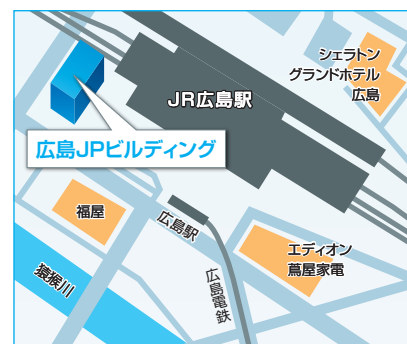 シェラトン
グランドホテル
広島
JR広島駅
広島JPビルディング
福屋
広島駅
エディオン
蔦屋家電
猿猴川
広島電鉄